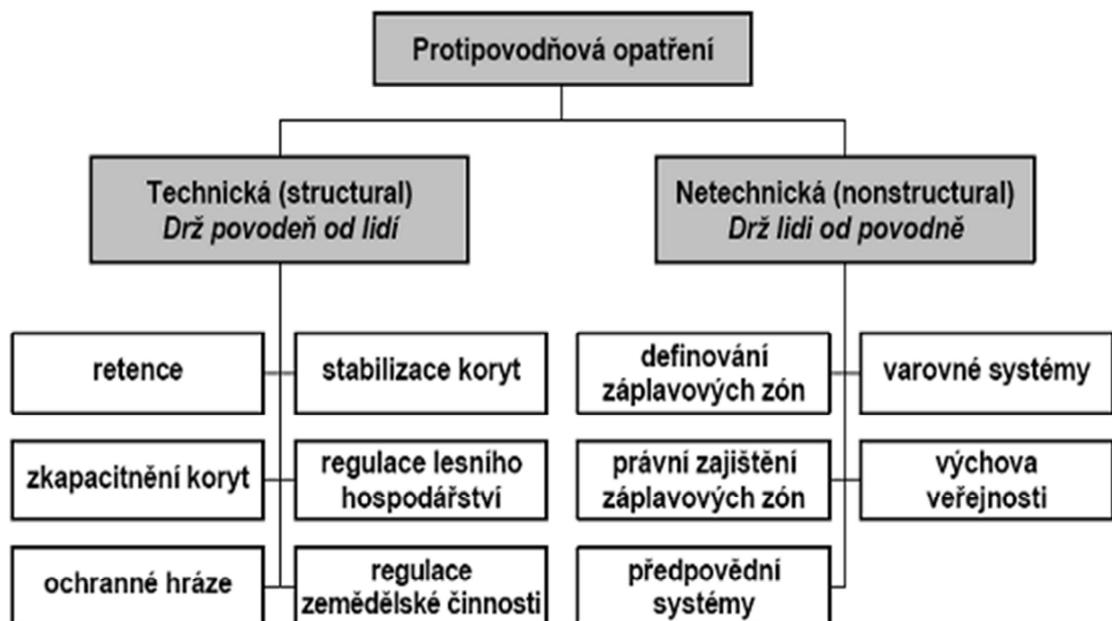 Protipovodňová opatření
Technická (structural)
Drž povodeň od lidí
Netechnická (nonstructural)
Drž lidi od povodně
retence
stabilizace koryt
definování
záplavových zón
varovné systémy
zkapacitnění koryt
regulace lesního
hospodářství
právní zajištění
záplavových zón
výchova
veřejnosti
ochranné hráze
regulace
zemědělské činnosti
předpovědní
systémy